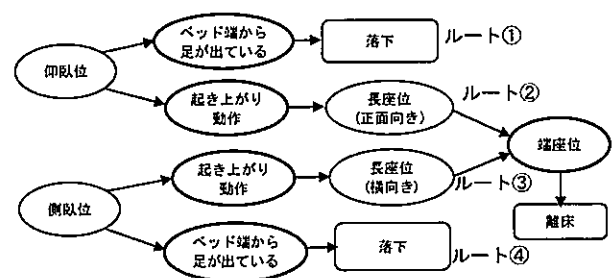 ベッド端から
足が出ている
落下
ルート①
仰臥位
起き上がり
動作
長座位
(正面向き)
ルート②
端座位
起き上がり
動作
長座位
(横向き)
ルート③
側臥位
離床
ベッド端から
足が出ている
落下
ルート④